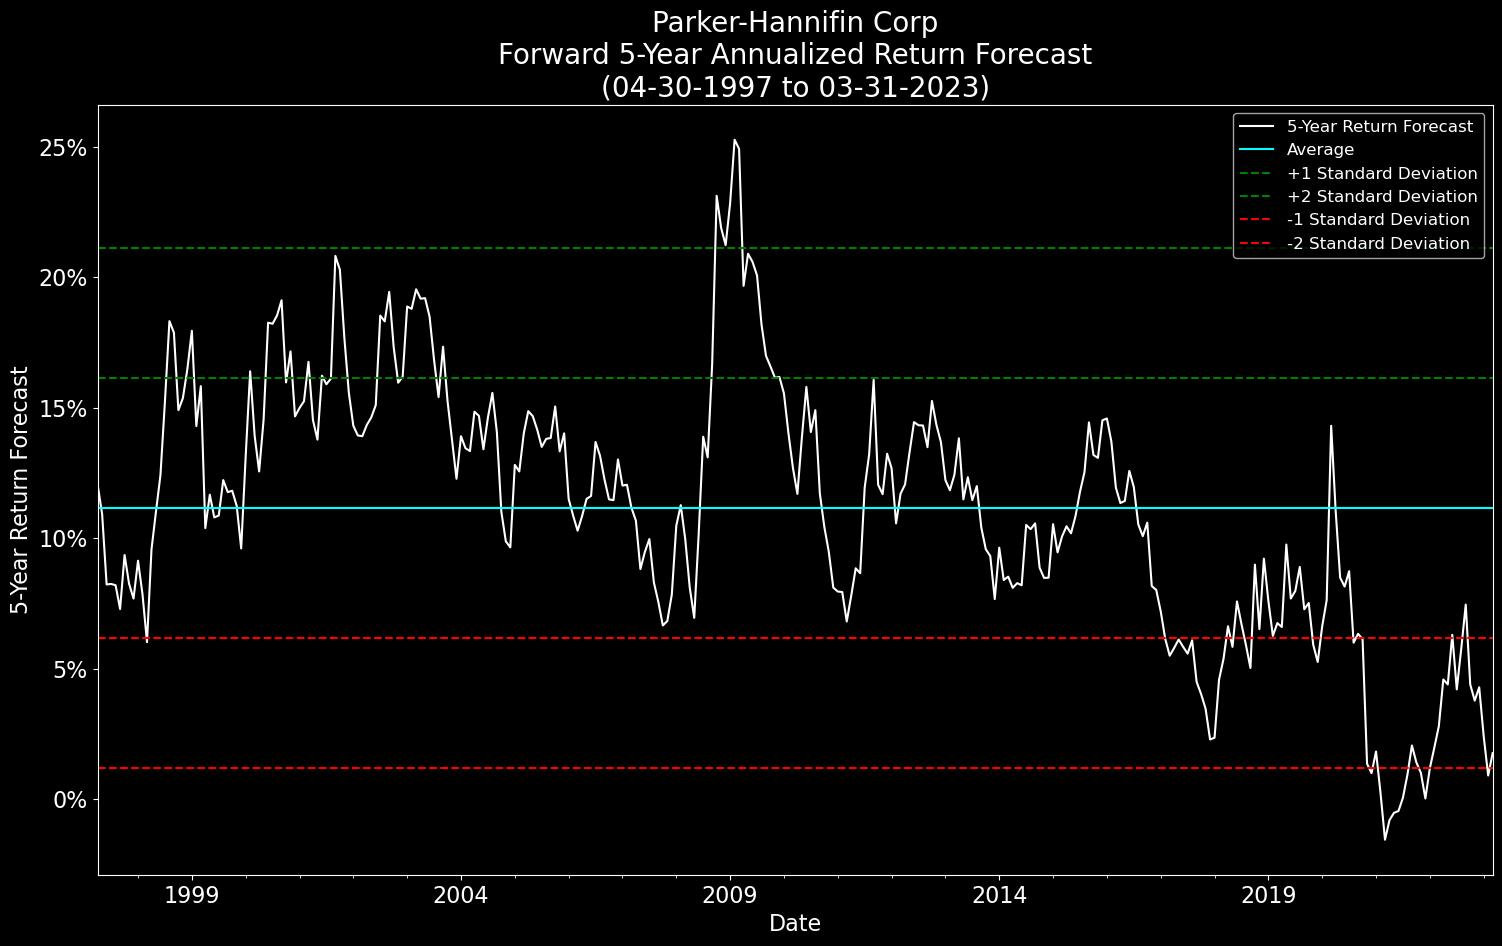 Parker-Hannifin Corp
Forward 5-Year Annualized Return Forecast
(04-30-1997 to 03-31-2023)
5-Year Return Forecast
Average
+1 Standard Deviation
+2 Standard Deviation
-1 Standard Deviation
-2 Standard Deviation
25%
20%
15%
10%
5%
0%
5-Year Return Forecast
1999
2004
2009
2014
2019
Date